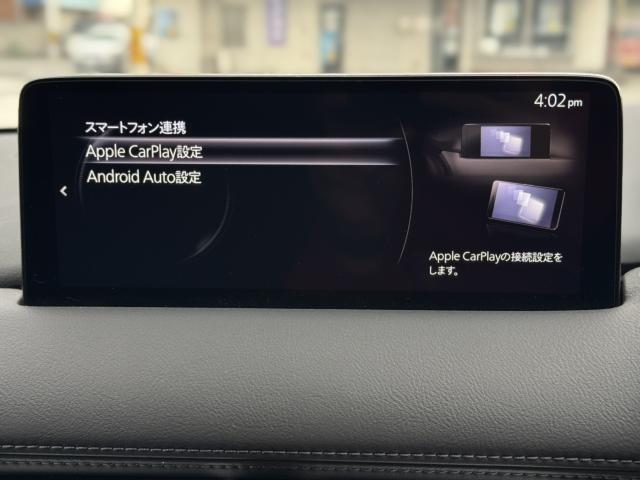 4:02pm
スマートフォン連携
Apple CarPlay設定
Android Auto設定
Apple CarPlayの接続設定を
します。